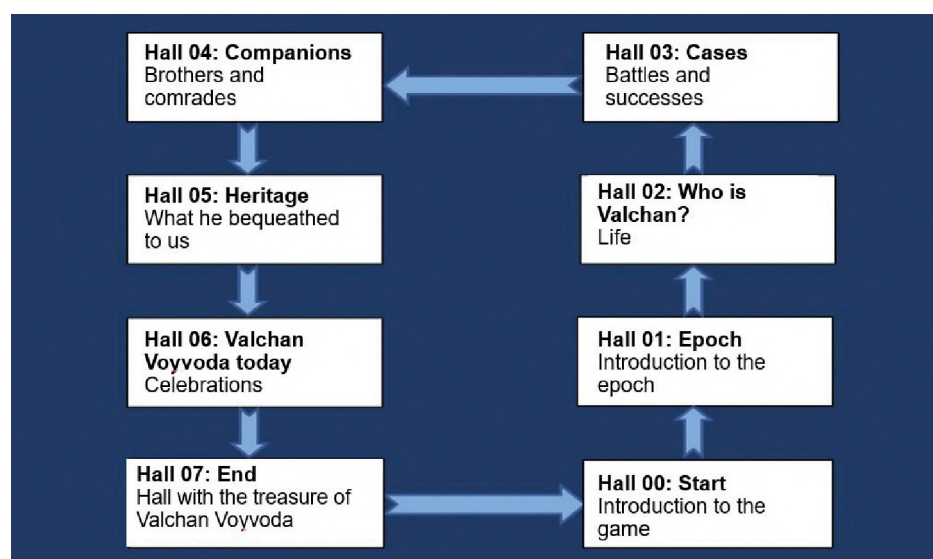 Hall 04: Companions
Brothers and
comrades
Hall 03: Cases
Battles and
successes
Hall 05: Heritage
What he bequeathed
to us
Hall 02: Who is
Valchan?
Life
Hall 06: Valchan
Voyvoda today
Celebrations
Hall 01: Epoch
Introduction to the
epoch
Hall 07: End
Hall with the treasure of
Valchan Voyvoda
Hall 00: Start
Introduction to the
game